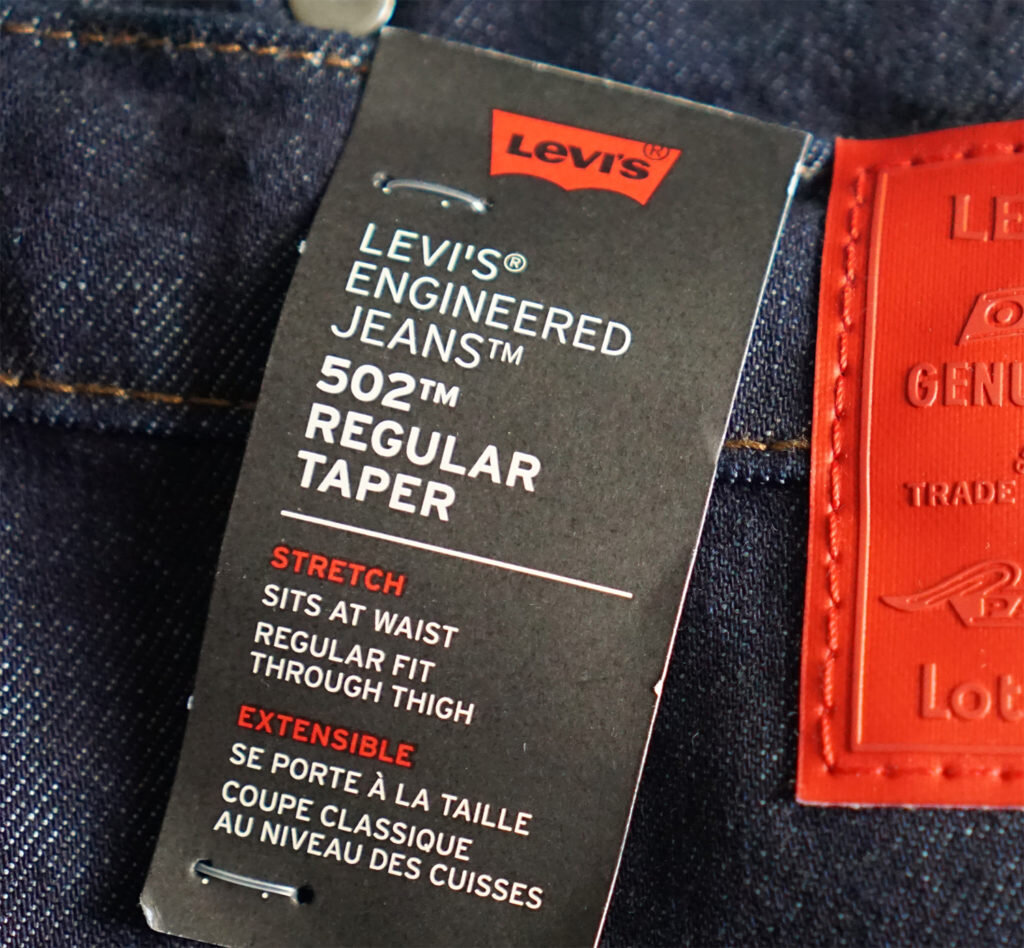 LEVI'S®
LEVI'S®
ENGINEERED
JEANS™
502™
REGULAR
TAPER
STRETCH
SITS AT WAIST
REGULAR FIT
THROUGH THIGH
EXTENSIBLE
SE PORTE À LA TAILLE
COUPE CLASSIQUE
AU NIVEAU DES CUISSES
TRADE
Lot